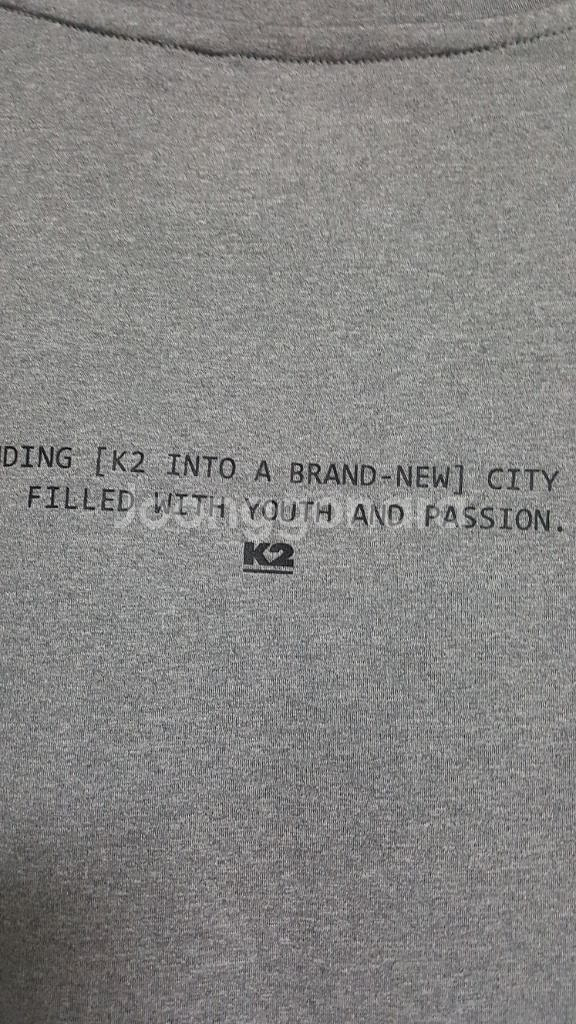 DING [K2 INTO A BRAND-NEW] CITY
FILLED WITH YOUTH AND PASSION.
K2